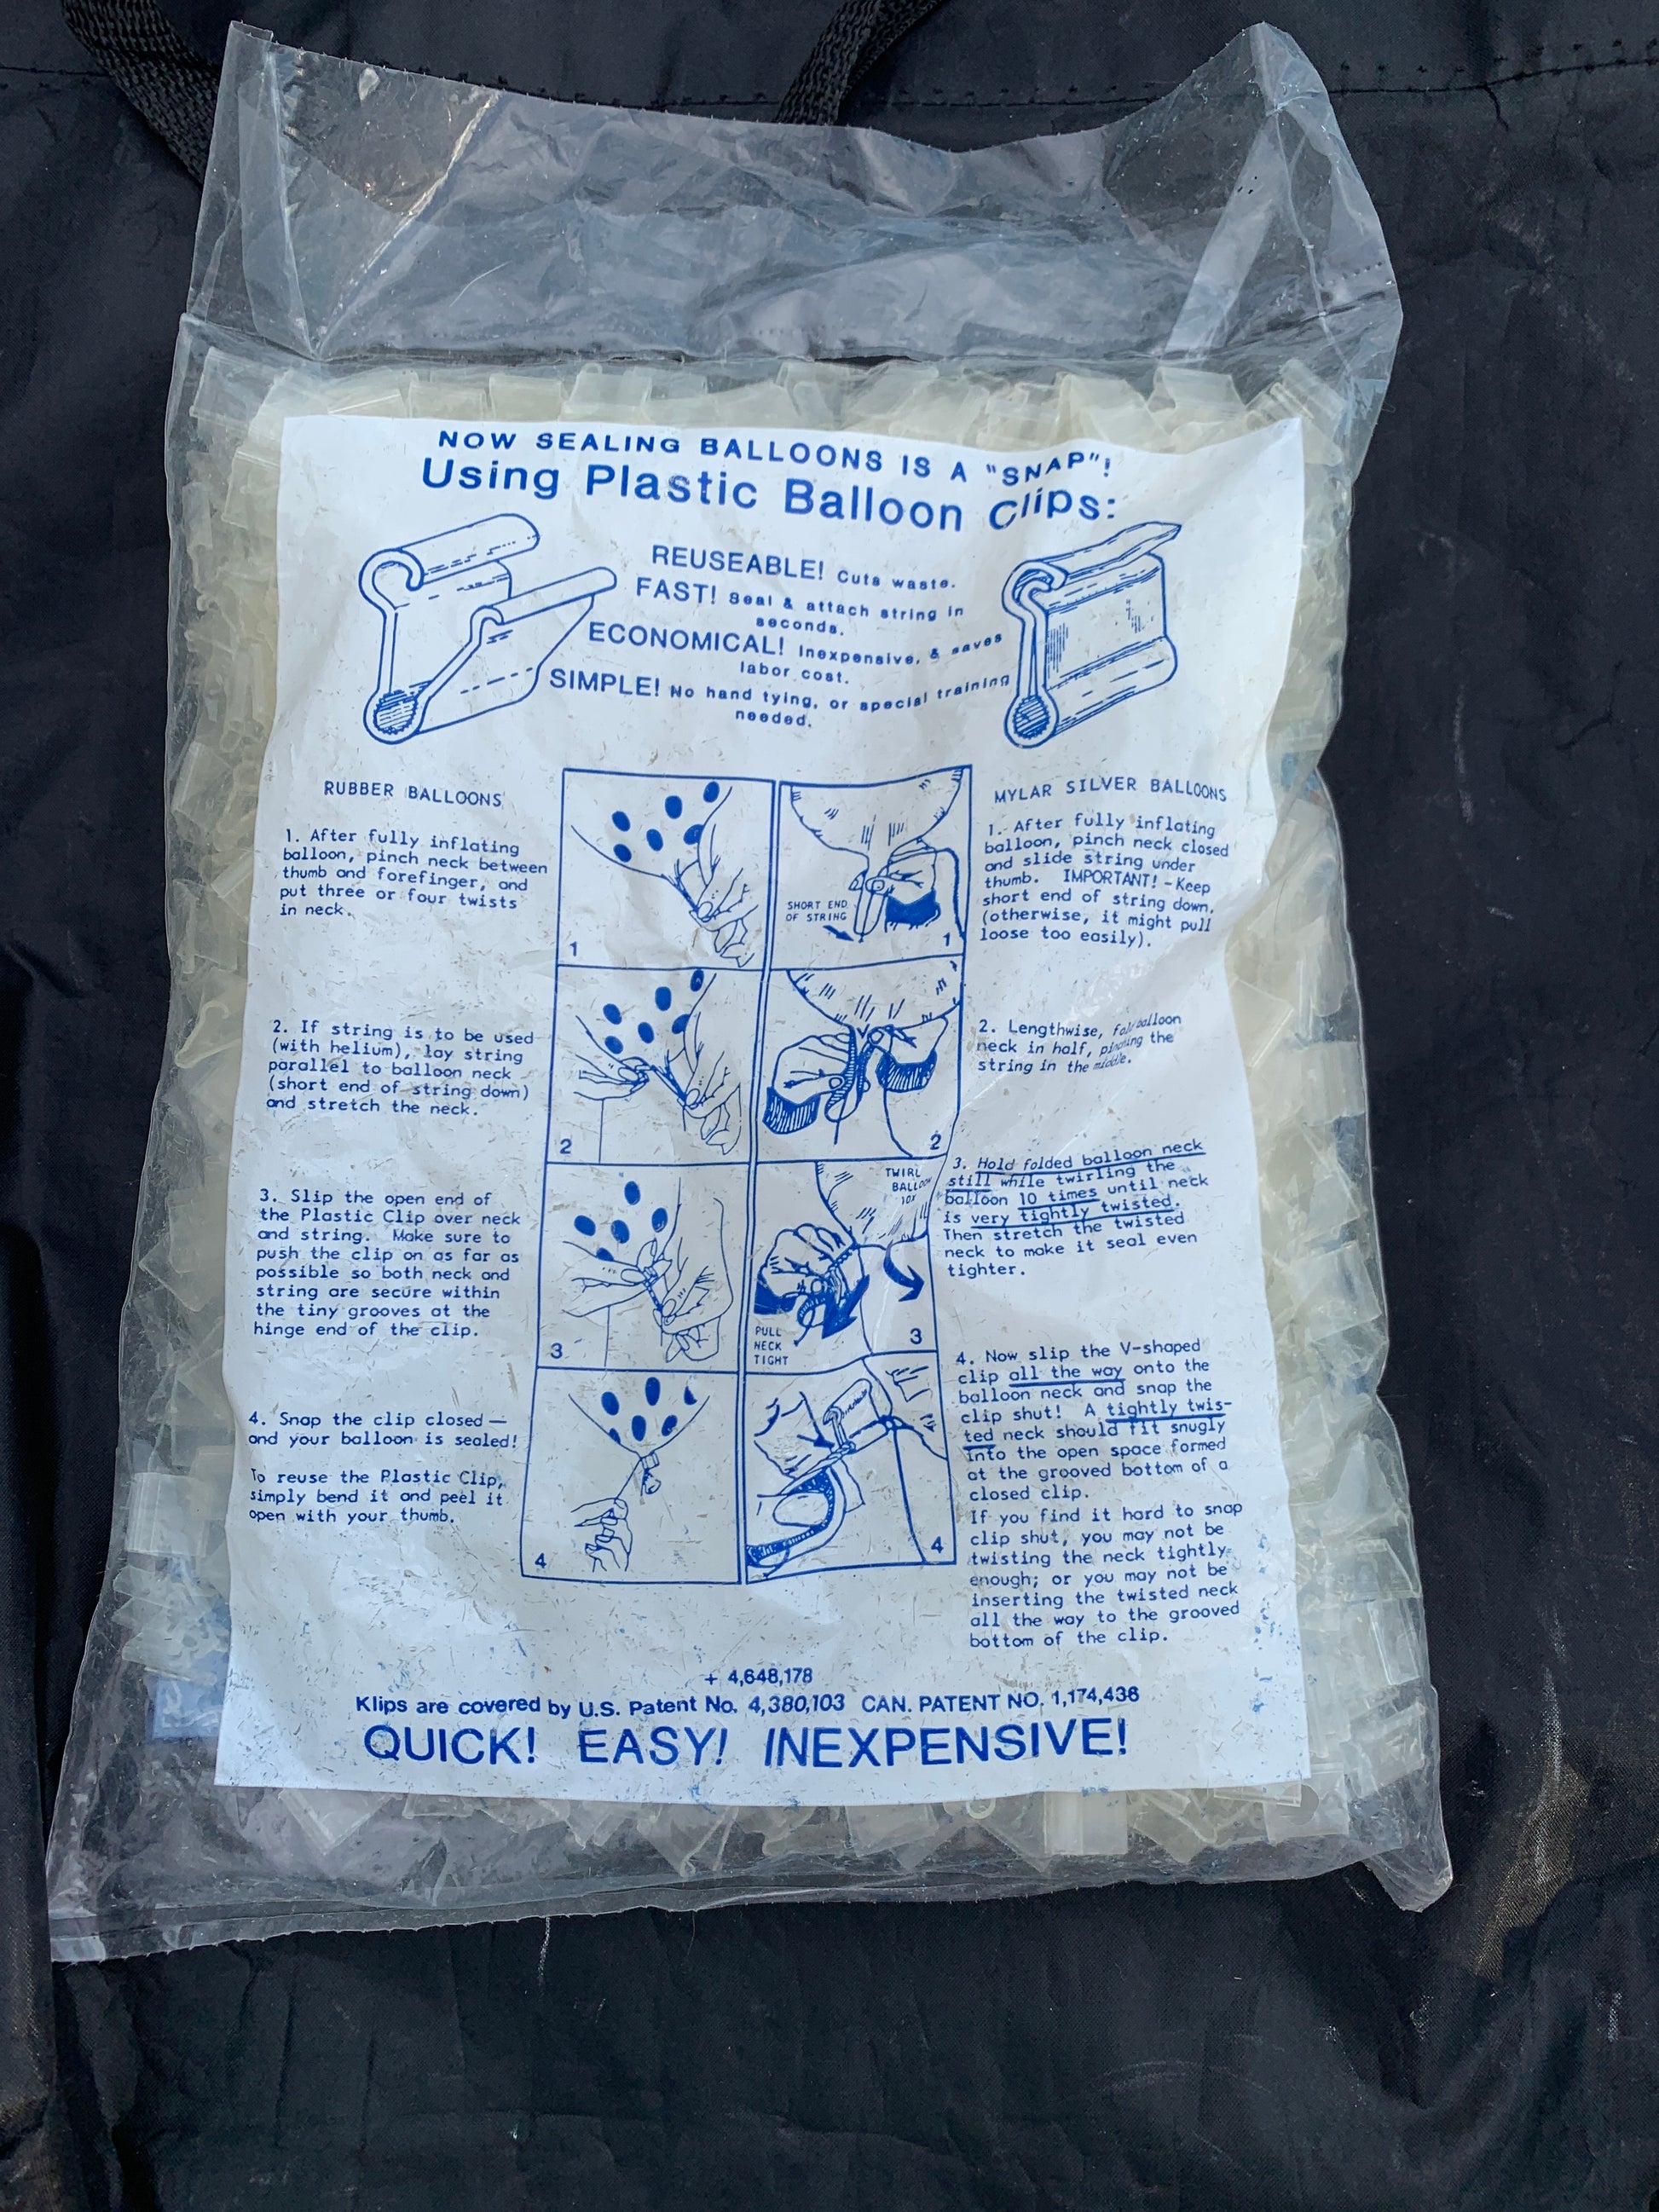 NOW SEALING BALLOONS IS A "SNAP"!
Using Plastic Balloon Clips:
REUSEABLE! Cuts waste.
FAST! Seal & attach string in
seconds.
ECONOMICAL! Inexpensive, & saves
labor cost.
SIMPLE! No hand tying, or special training
needed.
RUBBER BALLOONS
1. After fully inflating
balloon, pinch neck between
thumb and forefinger, and
put three or four twists
in neck.
2. If string is to be used
(with helium), lay string
parallel to balloon neck
(short end of string down)
and stretch the neck.
3. Slip the open end of
the Plastic Clip over neck
and string. Make sure to
push the clip on as far as
possible so both neck and
string are secure within
the tiny grooves at the
hinge end of the clip.
4. Snap the clip closed —
and your balloon is sealed!
To reuse the Plastic Clip,
simply bend it and peel it
open with your thumb.
1
2
3
4
SHORT END
OF STRING
1
2
TWIRL
BALLOON
10X
PULL
NECK
TIGHT
3
4
MYLAR SILVER BALLOONS
1. After fully inflating
balloon, pinch neck closed
and slide string under
thumb. IMPORTANT! - Keep
short end of string down.
(otherwise, it might pull
loose too easily).
2. Lengthwise, fold balloon
neck in half, pinching the
string in the middle.
3. Hold folded balloon neck
still while twirling the
balloon 10 times until neck
is very tightly twisted.
Then stretch the twisted
neck to make it seal even
tighter.
4. Now slip the V-shaped
clip all the way onto the
balloon neck and snap the
clip shut! A tightly twis-
ted neck should fit snugly
into the open space formed
at the grooved bottom of a
closed clip.
If you find it hard to snap
clip shut, you may not be
twisting the neck tightly
enough; or you may not be
inserting the twisted neck
all the way to the grooved
bottom of the clip.
+ 4,648,178
Klips are covered by U.S. Patent No. 4,380,103 CAN. PATENT NO. 1,174,436
QUICK! EASY! INEXPENSIVE!